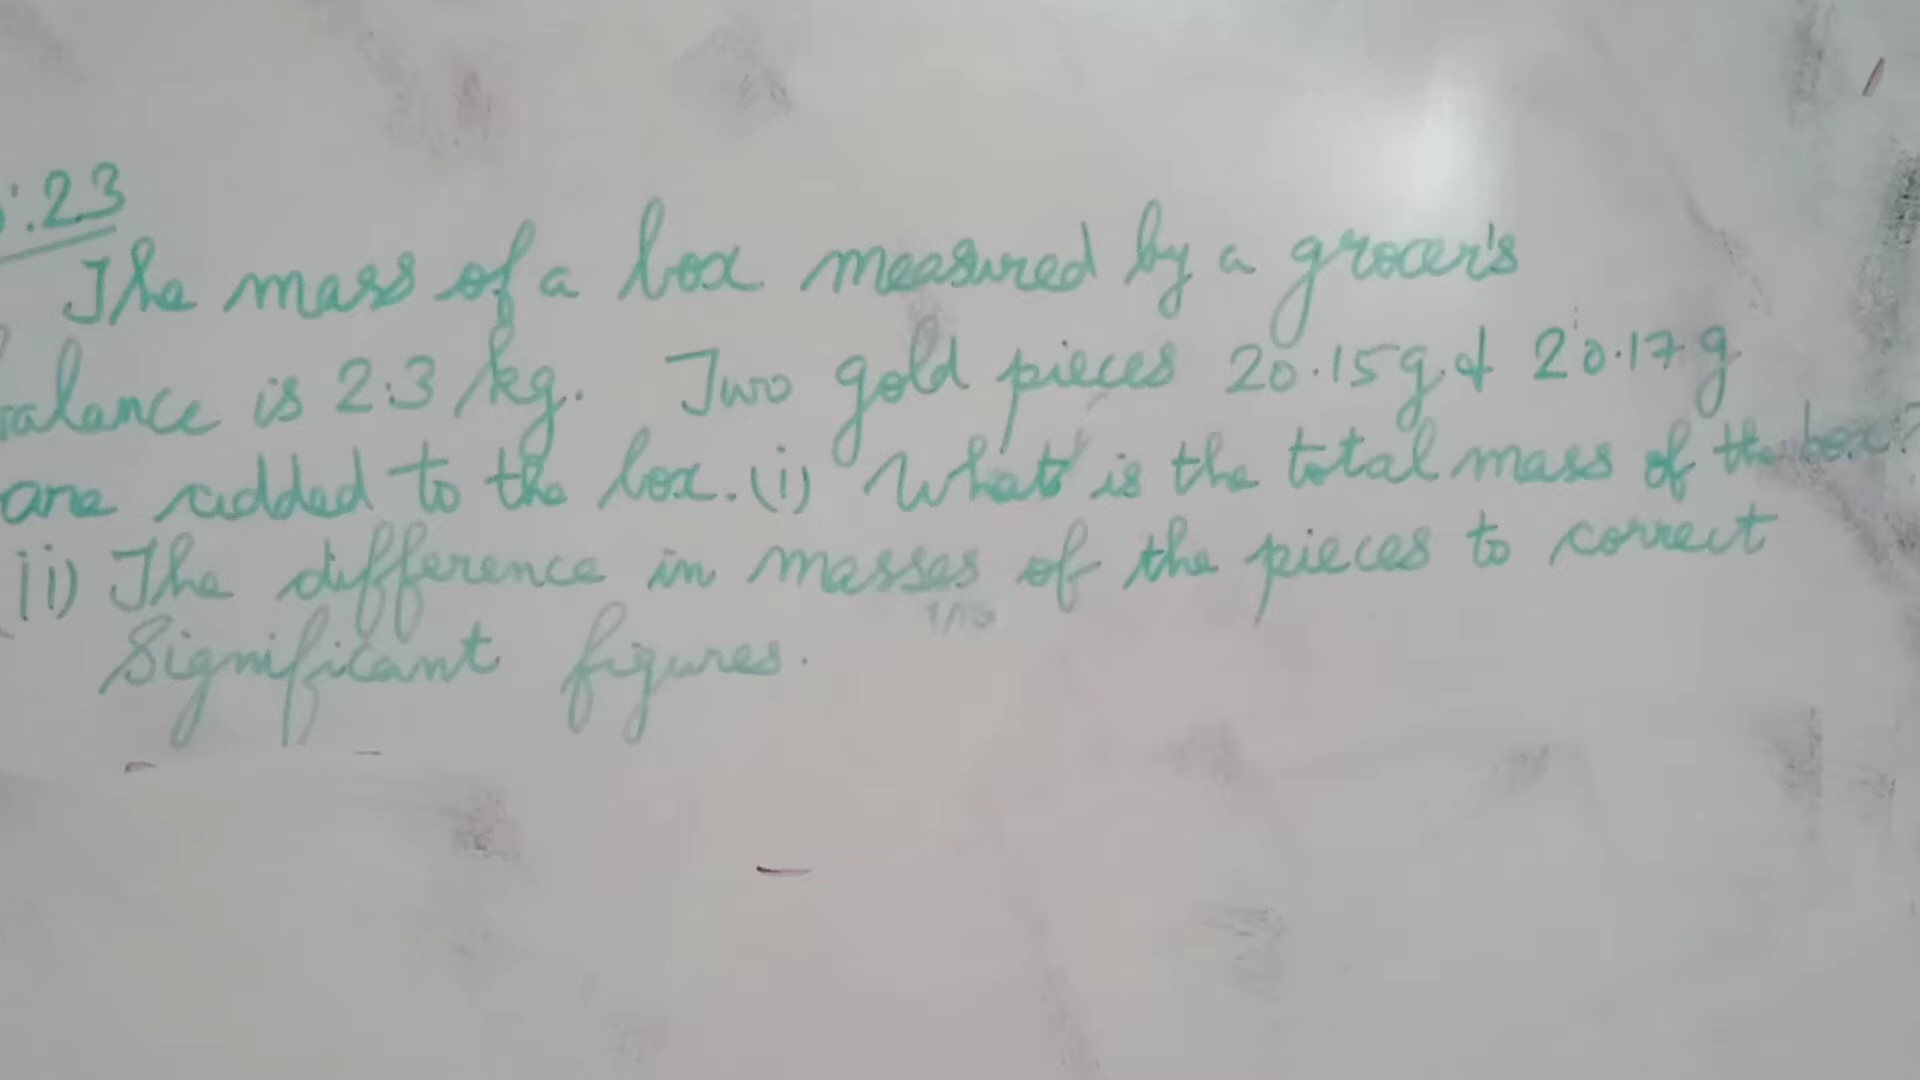 :.23
The mass of a box measured by a grocer's
balance is 2.3 kg. Two gold pieces 20.15g & 20.17 g
are added to the box. (i) What is the total mass of the box?
(ii) The difference in masses of the pieces to correct
Significant figures.